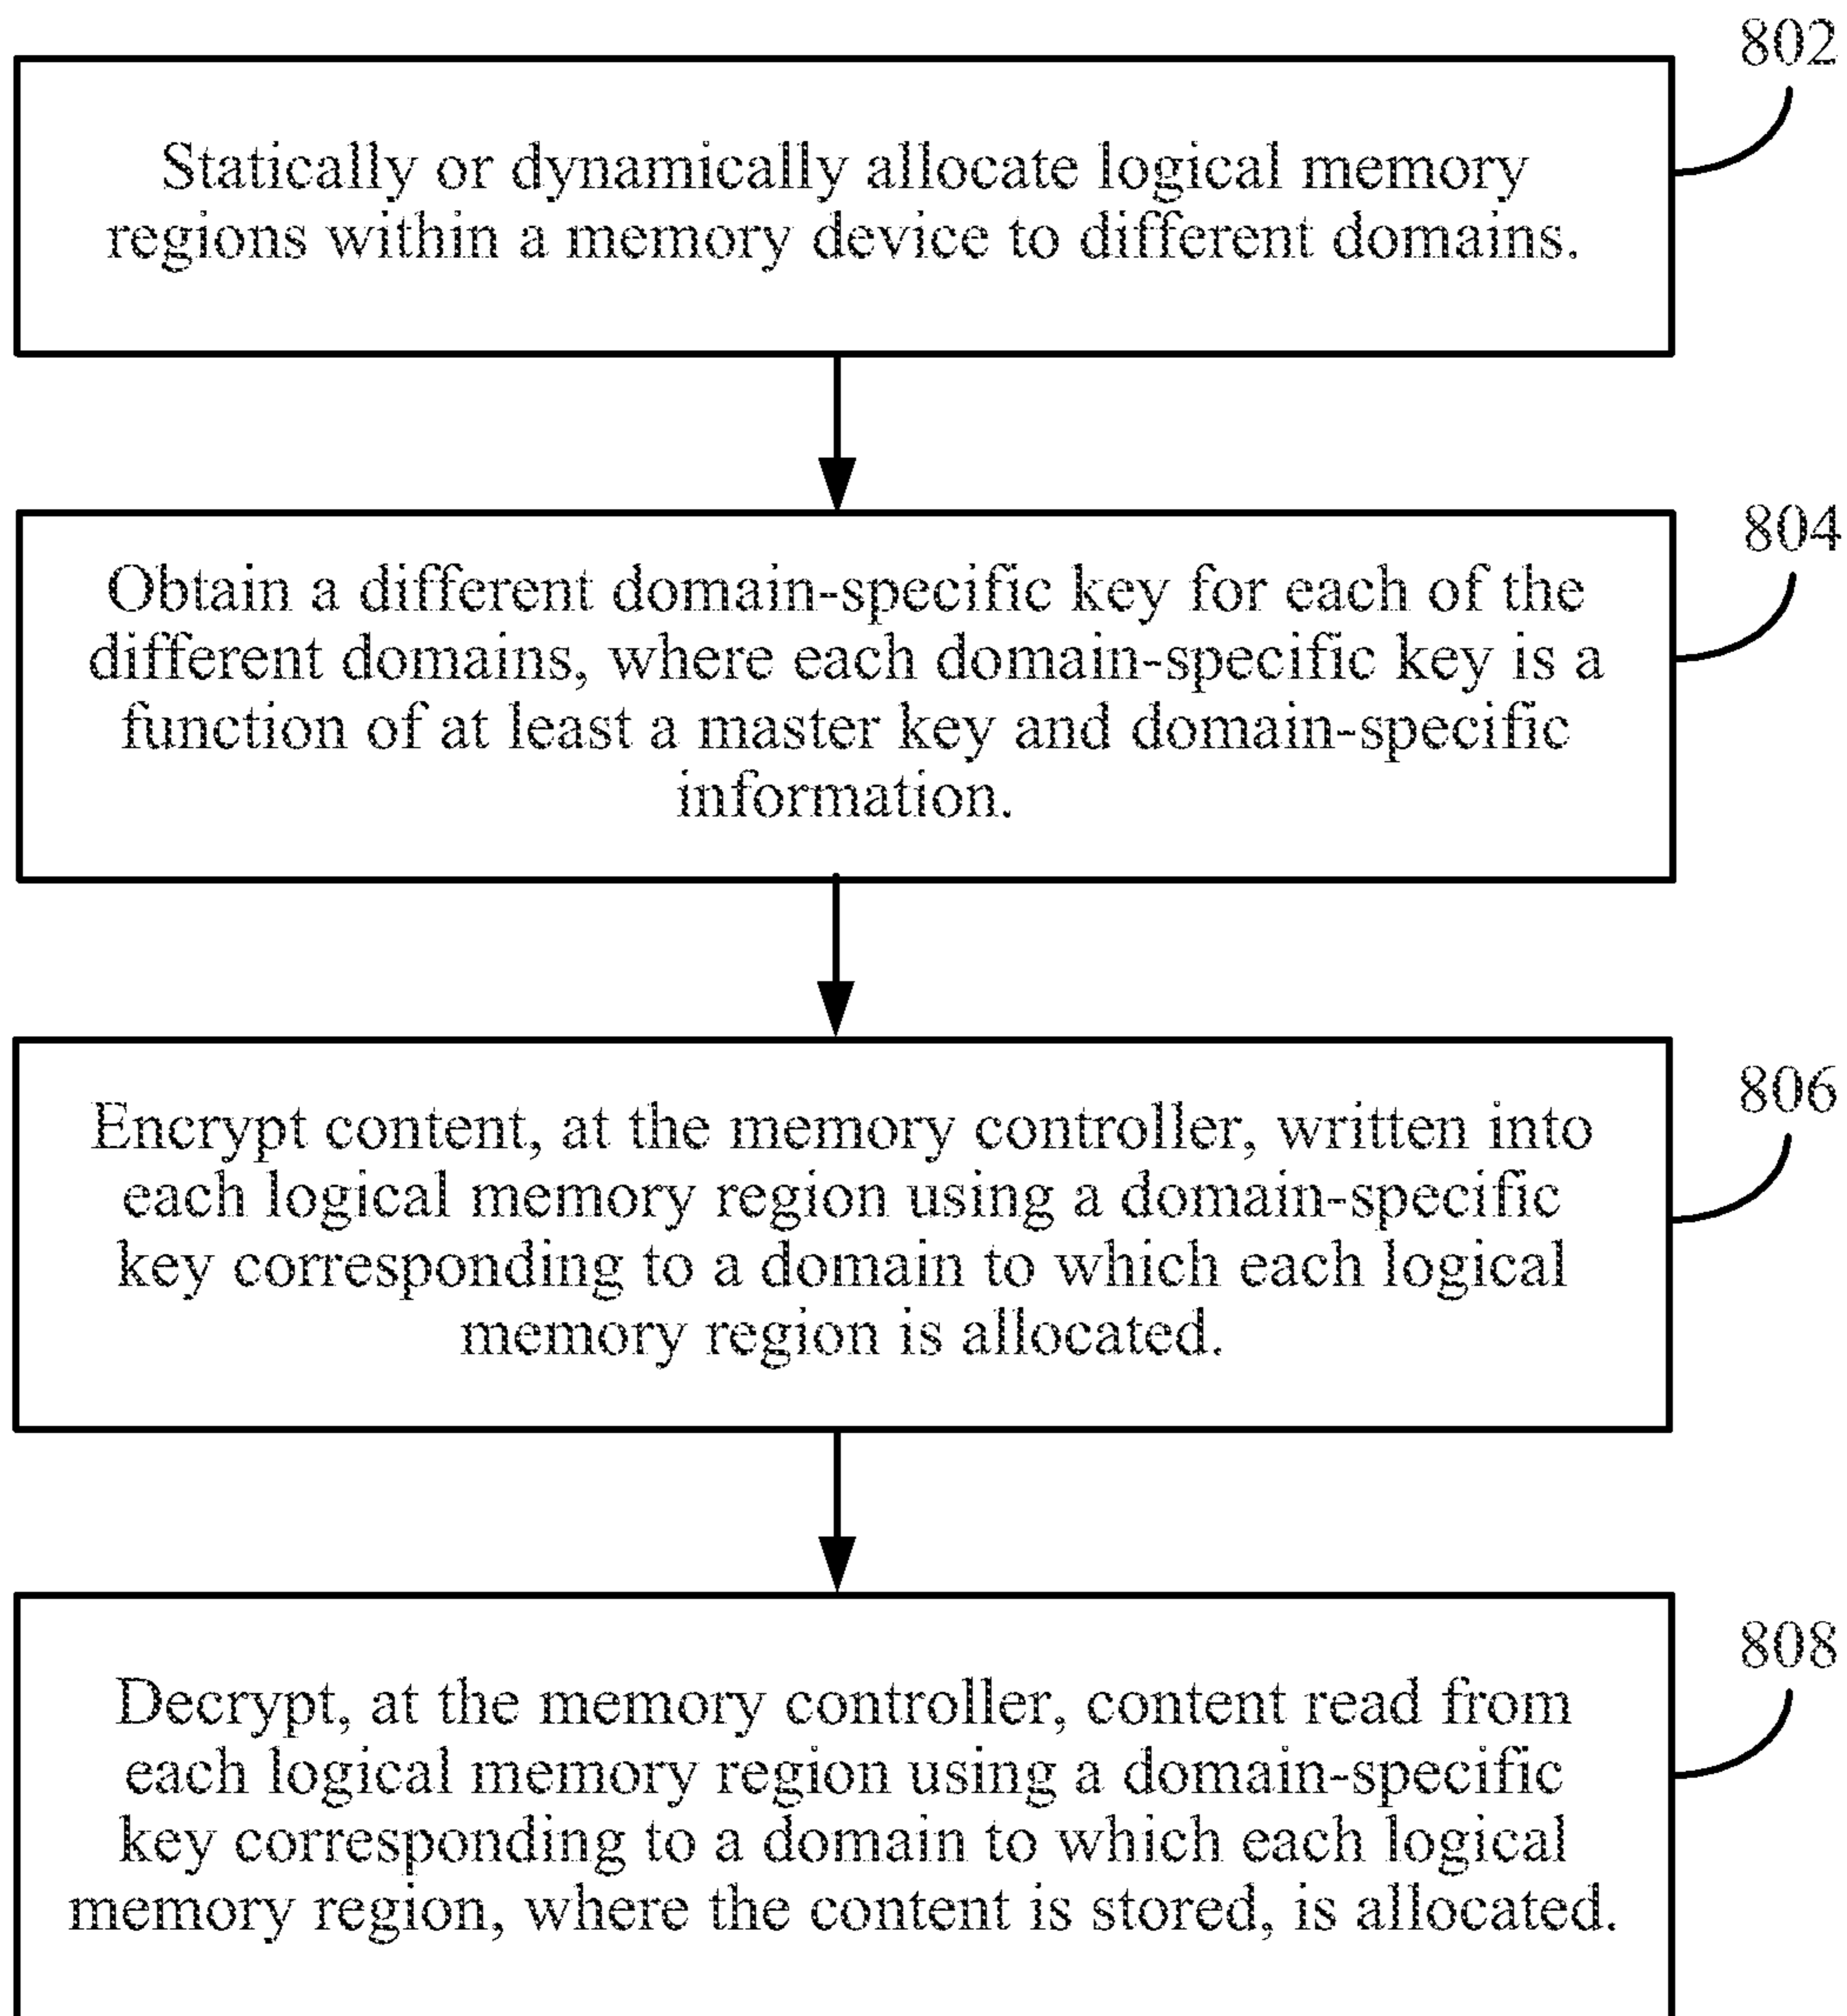 802
Statically or dynamically allocate logical memory
regions within a memory device to different domains.
804
Obtain a different domain-specific key for each of the
different domains, where each domain-specific key is a
function of at least a master key and domain-specific
information.
806
Encrypt content, at the memory controller, written into
each logical memory region using a domain-specific
key corresponding to a domain to which each logical
memory region is allocated.
808
Decrypt, at the memory controller, content read from
each logical memory region using a domain-specific
key corresponding to a domain to which each logical
memory region, where the content is stored, is allocated.